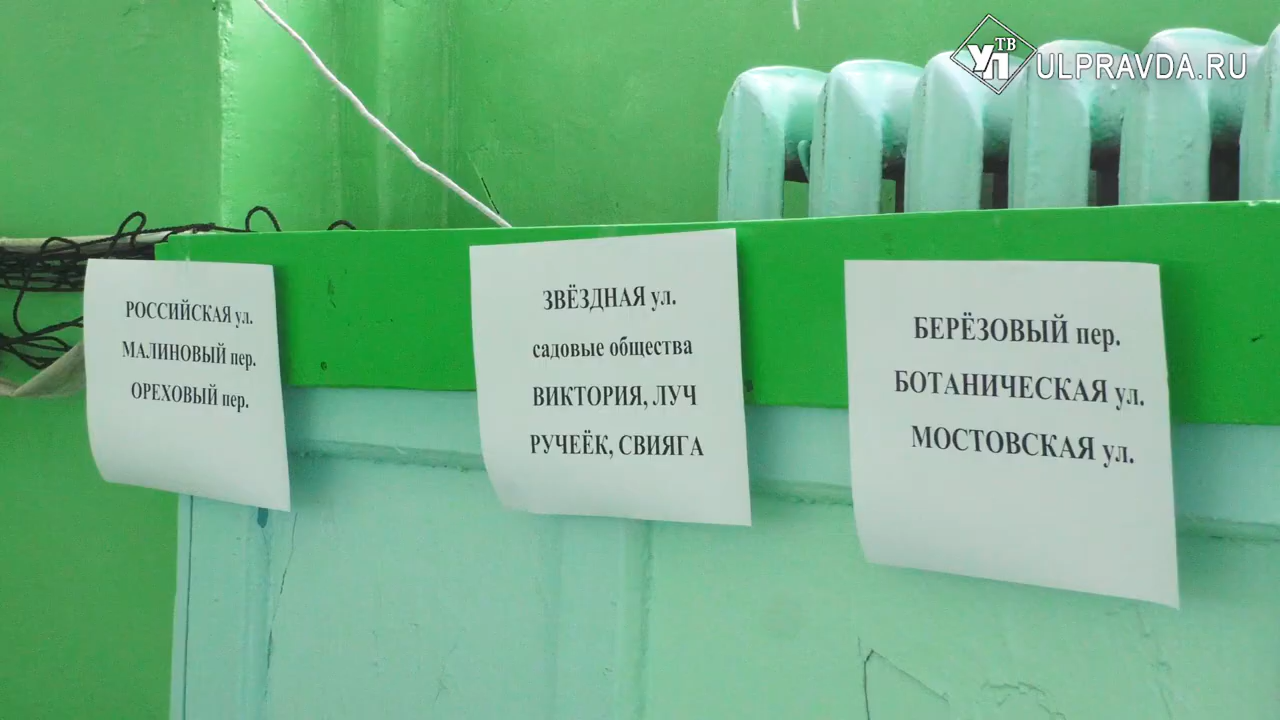 УП ТВ ULPRAVDA.RU
РОССИЙСКАЯ ул.
МАЛИНОВЫЙ пер.
ОРЕХОВЫЙ пер.
ЗВЁЗДНАЯ ул.
садовые общества
ВИКТОРИЯ, ЛУЧ
РУЧЕЁК, СВИЯГА
БЕРЁЗОВЫЙ пер.
БОТАНИЧЕСКАЯ ул.
МОСТОВСКАЯ ул.